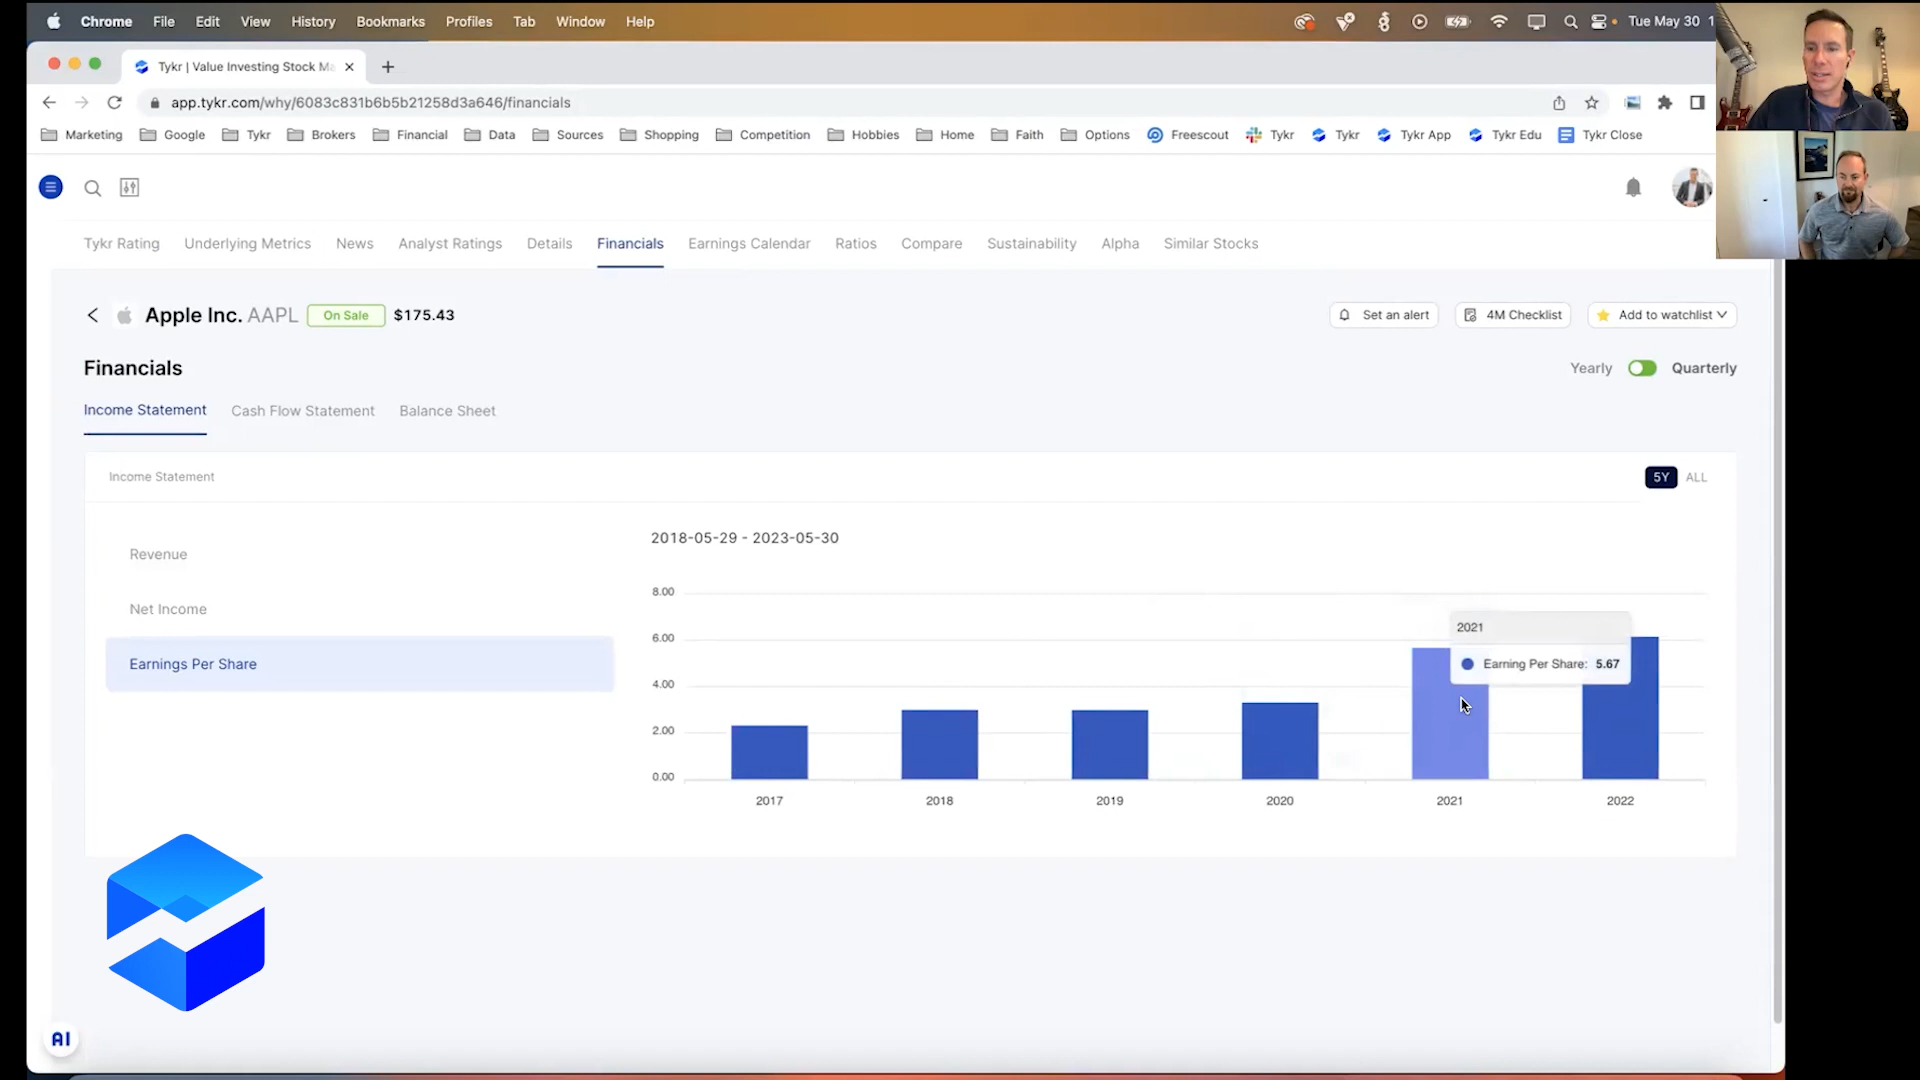 Chrome File Edit View History Bookmarks Profiles Tab Window Help Tue May 30 1
Tykr | Value Investing Stock Ma
app.tykr.com/why/6083c831b6b5b21258d3a646/financials
Marketing Google Tykr Brokers Financial Data Sources Shopping Competition Hobbies Home Faith Options Freescout Tykr Tykr Tykr App Tykr Edu Tykr Close
Tykr Rating Underlying Metrics News Analyst Ratings Details Financials Earnings Calendar Ratios Compare Sustainability Alpha Similar Stocks
Apple Inc. AAPL On Sale $175.43 Set an alert 4M Checklist Add to watchlist
Financials Yearly Quarterly
Income Statement Cash Flow Statement Balance Sheet
Income Statement 5Y ALL
2018-05-29 - 2023-05-30
Revenue
Net Income
Earnings Per Share
8.00
6.00
4.00
2.00
0.00
2021
Earning Per Share: 5.67
2017 2018 2019 2020 2021 2022
AI